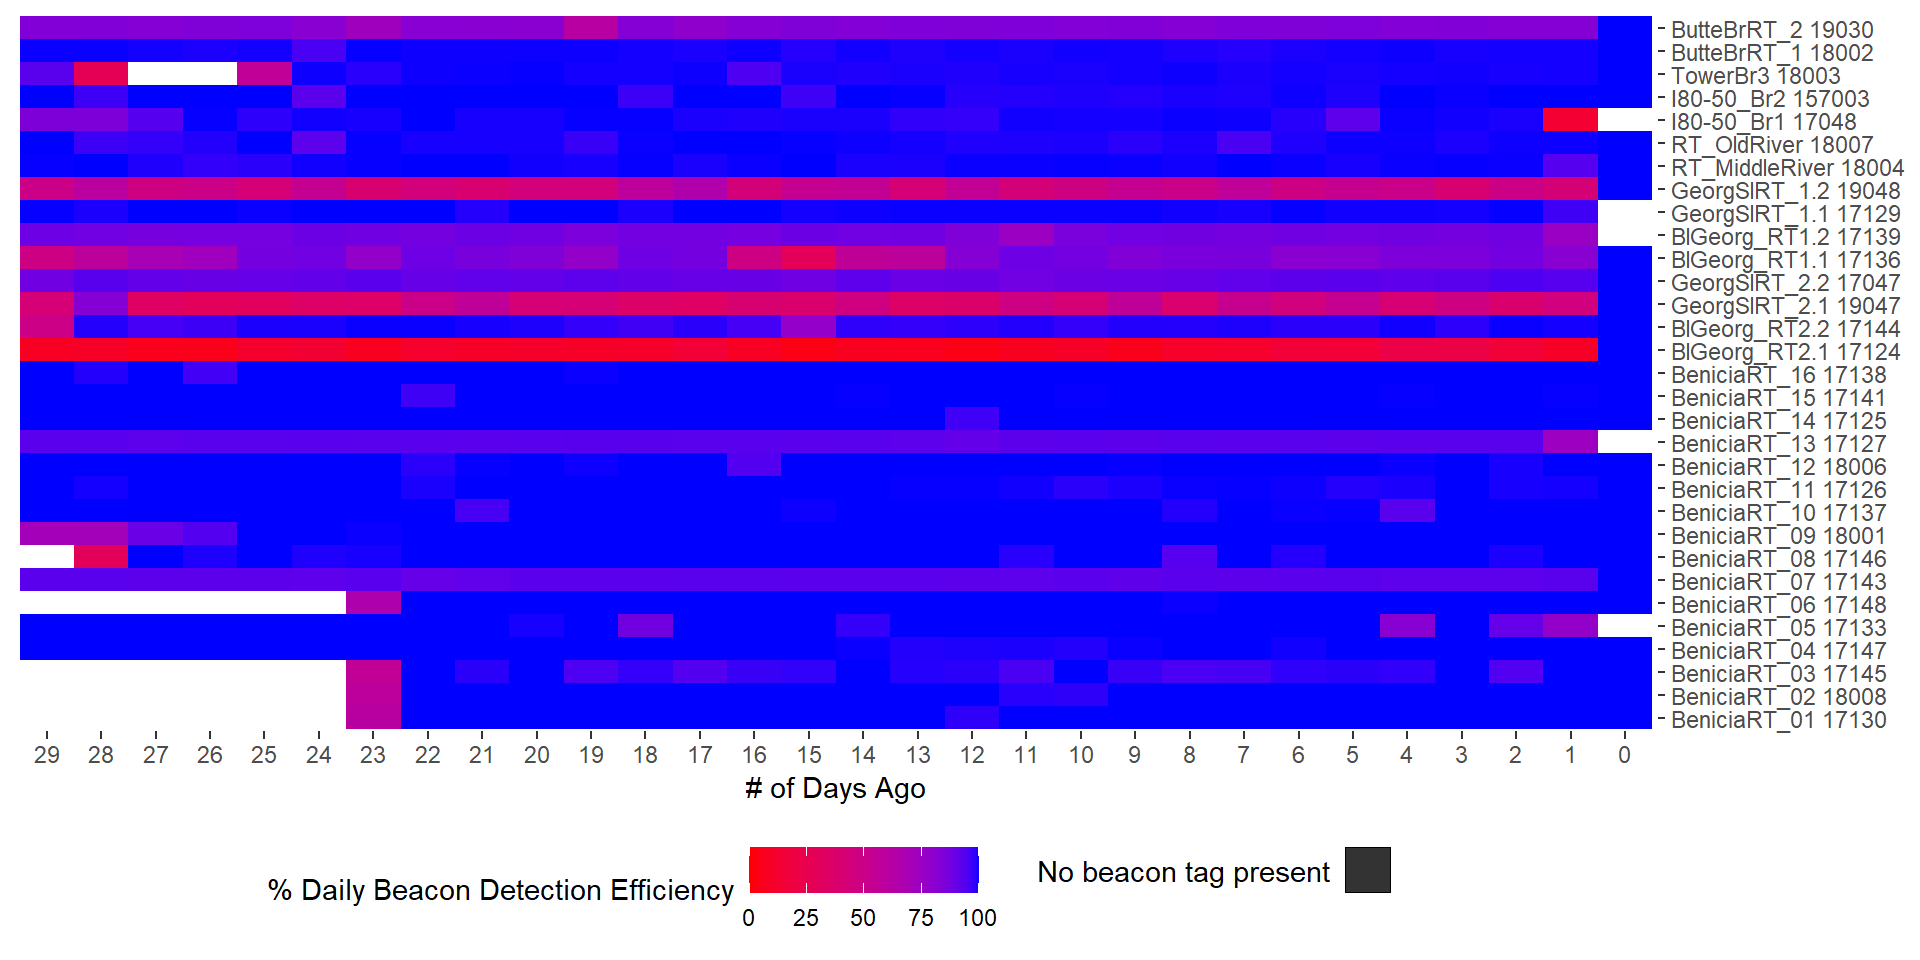 ButteBrRT_2 19030
ButteBrRT_1 18002
TowerBr3 18003
I80-50_Br2 157003
I80-50_Br1 17048
RT_OldRiver 18007
RT_MiddleRiver 18004
GeorgSlRT_1.2 19048
GeorgSlRT_1.1 17129
BlGeorg_RT1.2 17139
BlGeorg_RT1.1 17136
GeorgSlRT_2.2 17047
GeorgSlRT_2.1 19047
BlGeorg_RT2.2 17144
BlGeorg_RT2.1 17124
BeniciaRT_16 17138
BeniciaRT_15 17141
BeniciaRT_14 17125
BeniciaRT_13 17127
BeniciaRT_12 18006
BeniciaRT_11 17126
BeniciaRT_10 17137
BeniciaRT_09 18001
BeniciaRT_08 17146
BeniciaRT_07 17143
BeniciaRT_06 17148
BeniciaRT_05 17133
BeniciaRT_04 17147
BeniciaRT_03 17145
BeniciaRT_02 18008
BeniciaRT_01 17130
29 28 27 26 25 24 23 22 21 20 19 18 17 16 15 14 13 12 11 10 9 8 7 6 5 4 3 2 1 0
# of Days Ago
% Daily Beacon Detection Efficiency
0 25 50 75 100
No beacon tag present